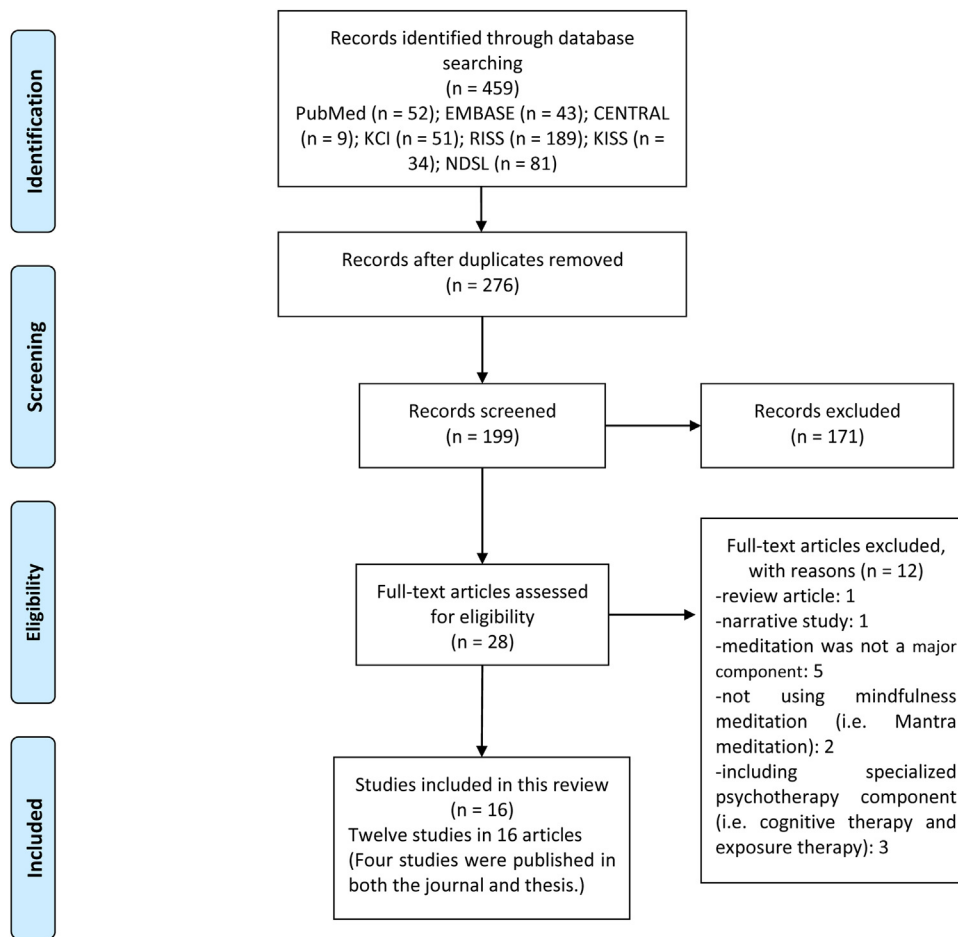 Identification
Records identified through database
searching
(n = 459)
PubMed (n = 52); EMBASE (n = 43); CENTRAL
(n = 9); KCI (n = 51); RISS (n = 189); KISS (n =
34); NDSL (n = 81)
Records after duplicates removed
(n = 276)
Screening
Records screened
(n = 199)
Records excluded
(n = 171)
Eligibility
Full-text articles assessed
for eligibility
(n = 28)
Full-text articles excluded,
with reasons (n = 12)
-review article: 1
-narrative study: 1
-meditation was not a major
component: 5
-not using mindfulness
meditation (i.e. Mantra
meditation): 2
-including specialized
psychotherapy component
(i.e. cognitive therapy and
exposure therapy): 3
Included
Studies included in this review
(n = 16)
Twelve studies in 16 articles
(Four studies were published in
both the journal and thesis.)